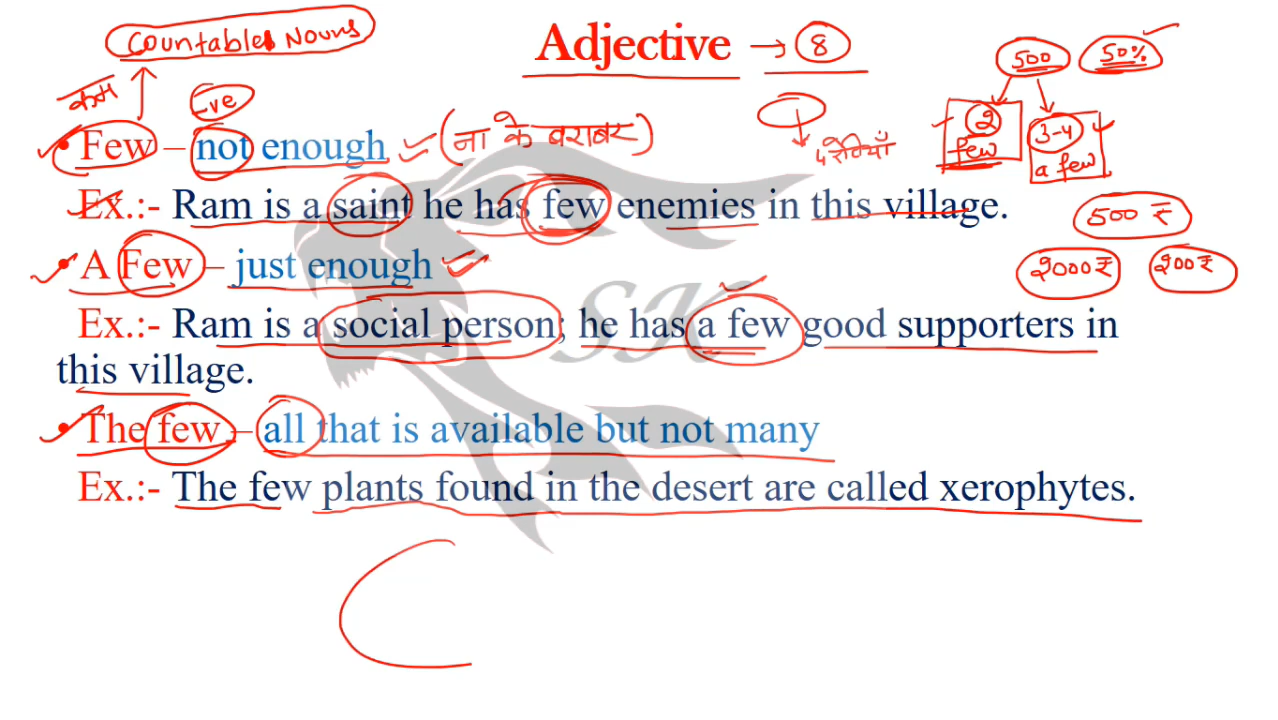 Countable Nouns
Adjective → 8
500 50%
कम -ve
Few – not enough (ना के बराबर)
2 few
3-4 a few
4 रोटियाँ
Ex.:- Ram is a saint he has few enemies in this village.
500 ₹
A Few – just enough
2000 ₹ 200 ₹
SK
Ex.:- Ram is a social person; he has a few good supporters in
this village.
The few – all that is available but not many
Ex.:- The few plants found in the desert are called xerophytes.